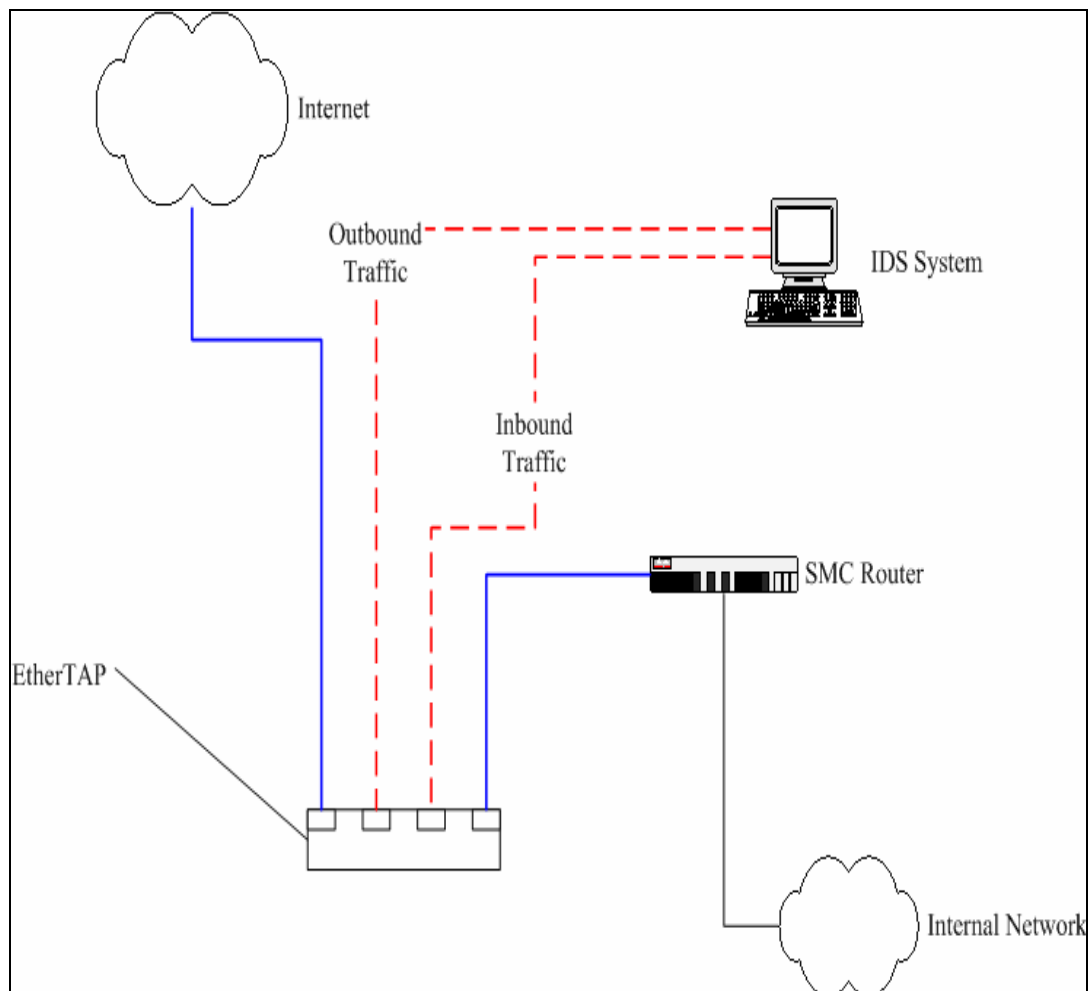 Internet
Outbound
Traffic
IDS System
Inbound
Traffic
SMC Router
EtherTAP
Internal Network